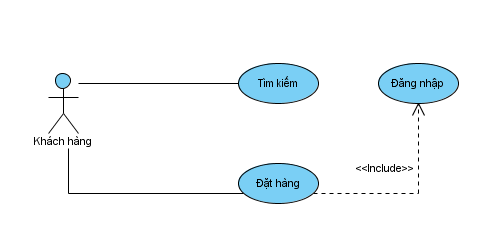 Tìm kiếm
Đăng nhập
Khách hàng
<<Include>>
Đặt hàng